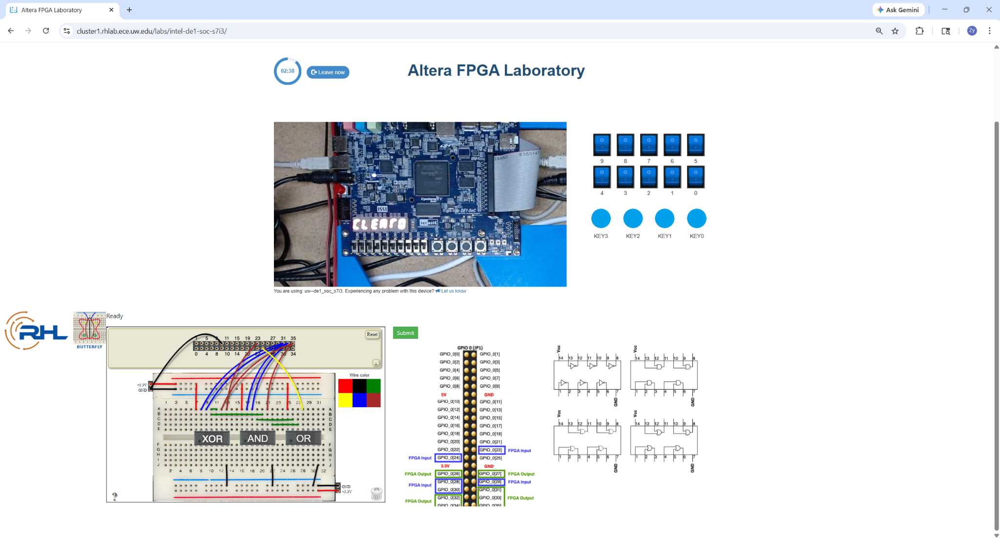 Altera FPGA Laboratory
Ask Gemini
cluster1.rhlab.ece.uw.edu/labs/intel-de1-soc-s7i3/
Zy
02:38
Leave now
Altera FPGA Laboratory
9 8 7 6 5
4 3 2 1 0
KEY3 KEY2 KEY1 KEY0
DE1-SoC
ISSI
terasIC
You are using: uw--de1_soc_s7i3. Experiencing any problem with this device? Let us know
RHL
BUTTERFLY
Ready
Reset
Submit
1 5 9 11 15 19 23 27 31 35
0 4 8 10 14 20 22 26 30 34
+
+3.3V
GND
Wire color
1 3 5 7 9 11 13 15 17 19 21 23 25 27 29 31
A A
B B
C C
D D
E E
XOR AND OR
F F
G G
H H
I I
J J
2 4 6 8 10 12 14 16 18 20 22 24 26 28 30 32
GND
+3.3V
?
GPIO 0 (JP1)
GPIO_0[0] GPIO_0[1]
GPIO_0[2] GPIO_0[3]
GPIO_0[4] GPIO_0[5]
GPIO_0[6] GPIO_0[7]
GPIO_0[8] GPIO_0[9]
5V GND
GPIO_0[10] GPIO_0[11]
GPIO_0[12] GPIO_0[13]
GPIO_0[14] GPIO_0[15]
GPIO_0[16] GPIO_0[17]
GPIO_0[18] GPIO_0[19]
GPIO_0[20] GPIO_0[21]
GPIO_0[22] GPIO_0[23] FPGA Input
FPGA Input GPIO_0[24] GPIO_0[25]
3.3V GND
FPGA Output GPIO_0[26] GPIO_0[27] FPGA Output
FPGA Input GPIO_0[28] GPIO_0[29] FPGA Input
GPIO_0[30] GPIO_0[31]
FPGA Output GPIO_0[32] GPIO_0[33] FPGA Output
GPIO_0[34] GPIO_0[35]
Vcc Vcc
14 13 12 11 10 9 8 14 13 12 11 10 9 8
1 2 3 4 5 6 7 1 2 3 4 5 6 7
GND GND
Vcc Vcc
14 13 12 11 10 9 8 14 13 12 11 10 9 8
1 2 3 4 5 6 7 1 2 3 4 5 6 7
GND GND